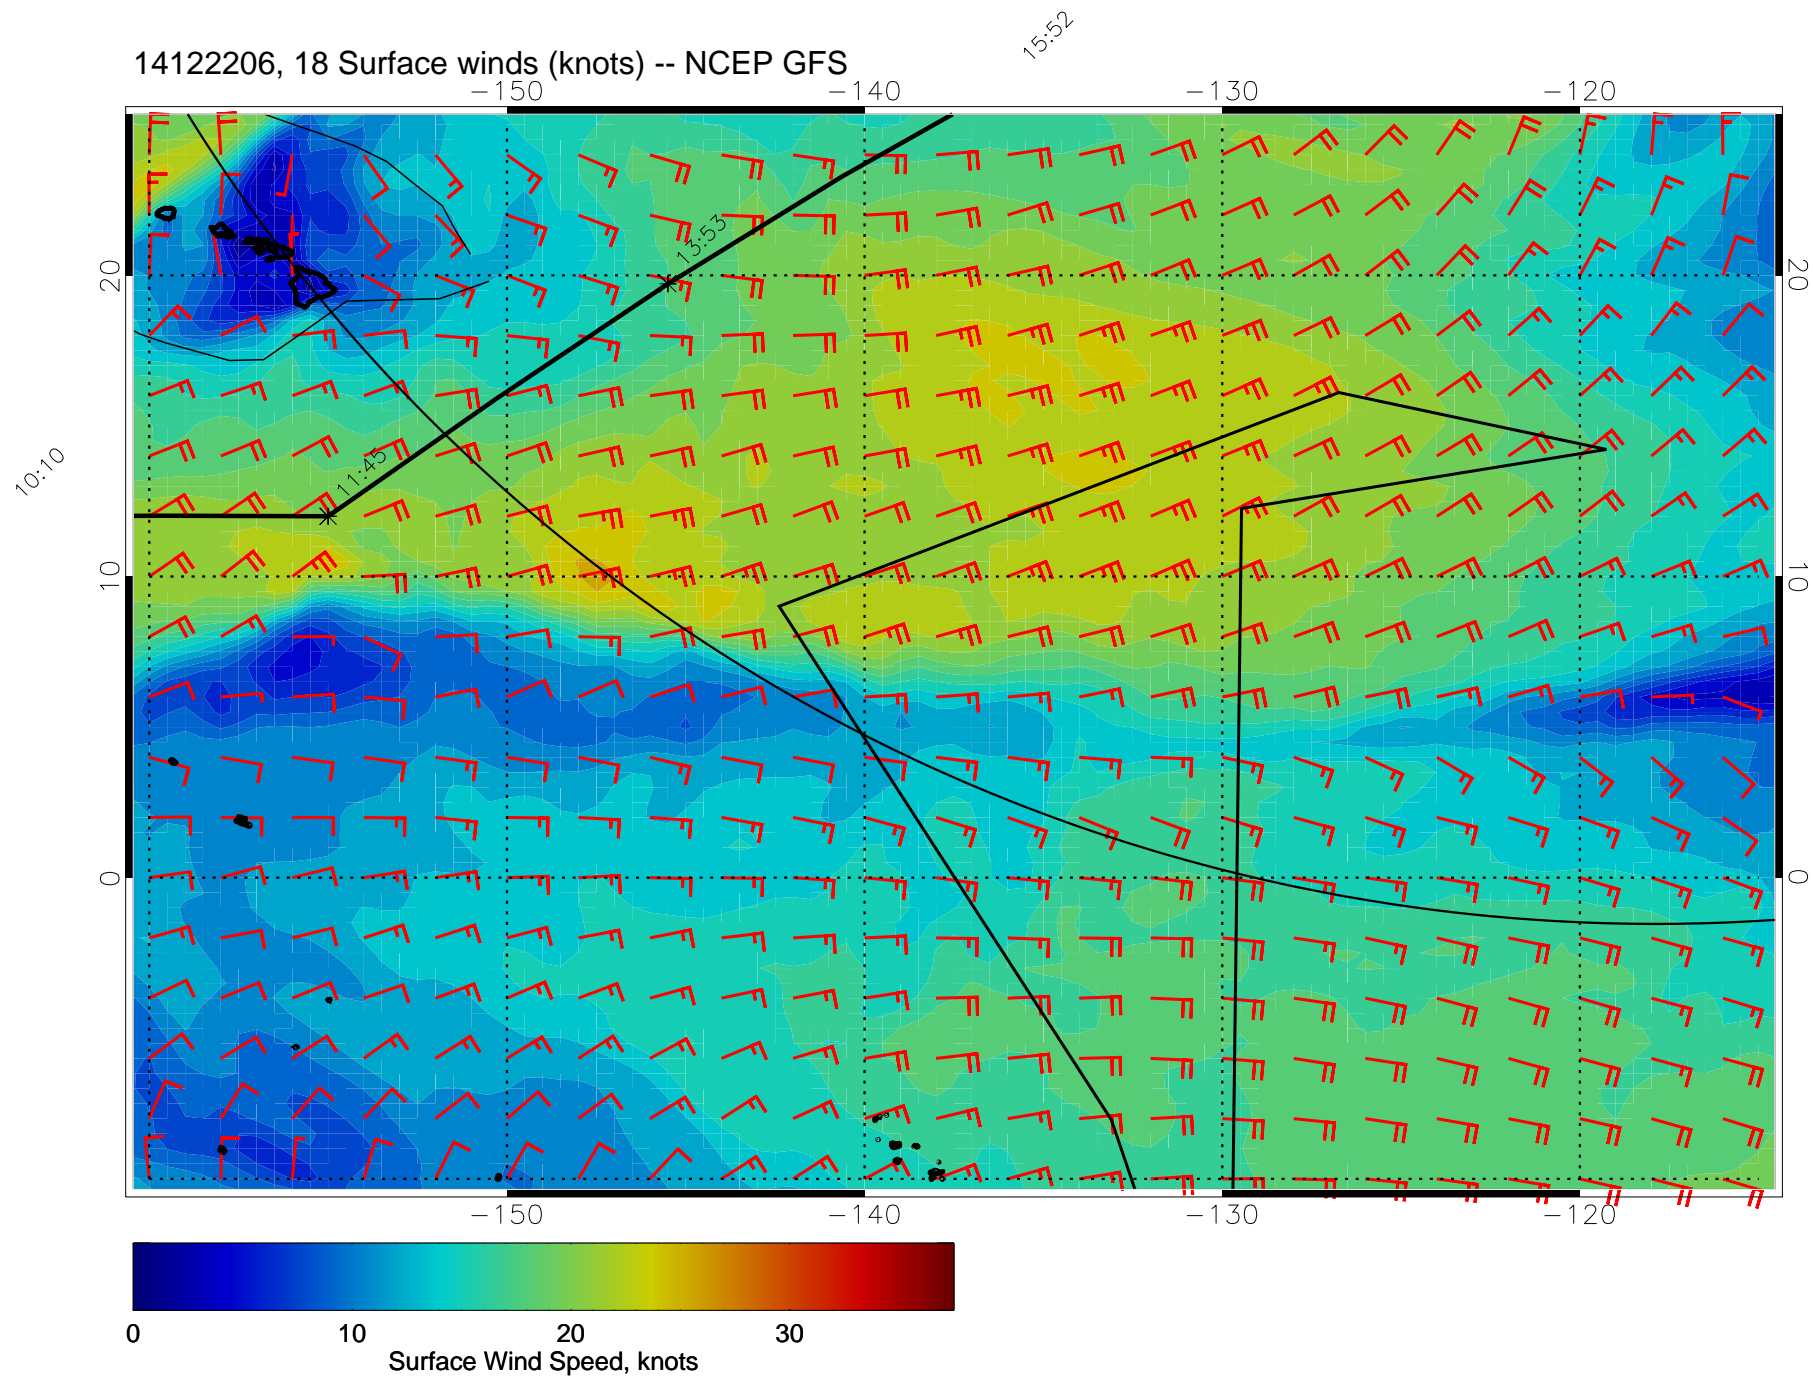 15:52
14122206, 18 Surface winds (knots) -- NCEP GFS
-150 -140 -130 -120
13:53
20 20
10:10
11:45
10 10
0 0
-150 -140 -130 -120
0 10 20 30
Surface Wind Speed, knots